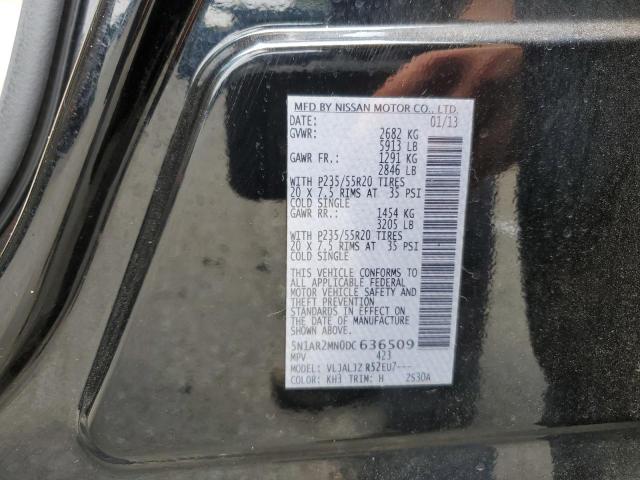 MFD BY NISSAN MOTOR CO., LTD.
DATE: 01/13
GVWR: 2682 KG
5913 LB
GAWR FR.: 1291 KG
2846 LB
WITH P235/55R20 TIRES
20 X 7.5 RIMS AT 35 PSI
COLD SINGLE
GAWR RR.: 1454 KG
3205 LB
WITH P235/55R20 TIRES
20 X 7.5 RIMS AT 35 PSI
COLD SINGLE
THIS VEHICLE CONFORMS TO
ALL APPLICABLE FEDERAL
MOTOR VEHICLE SAFETY AND
THEFT PREVENTION
STANDARDS IN EFFECT ON
THE DATE OF MANUFACTURE
SHOWN ABOVE.
5N1AR2MN0DC636509
MPV 423
MODEL: VLJALJZ R52EU7---
COLOR: KH3 TRIM: H 2S30A